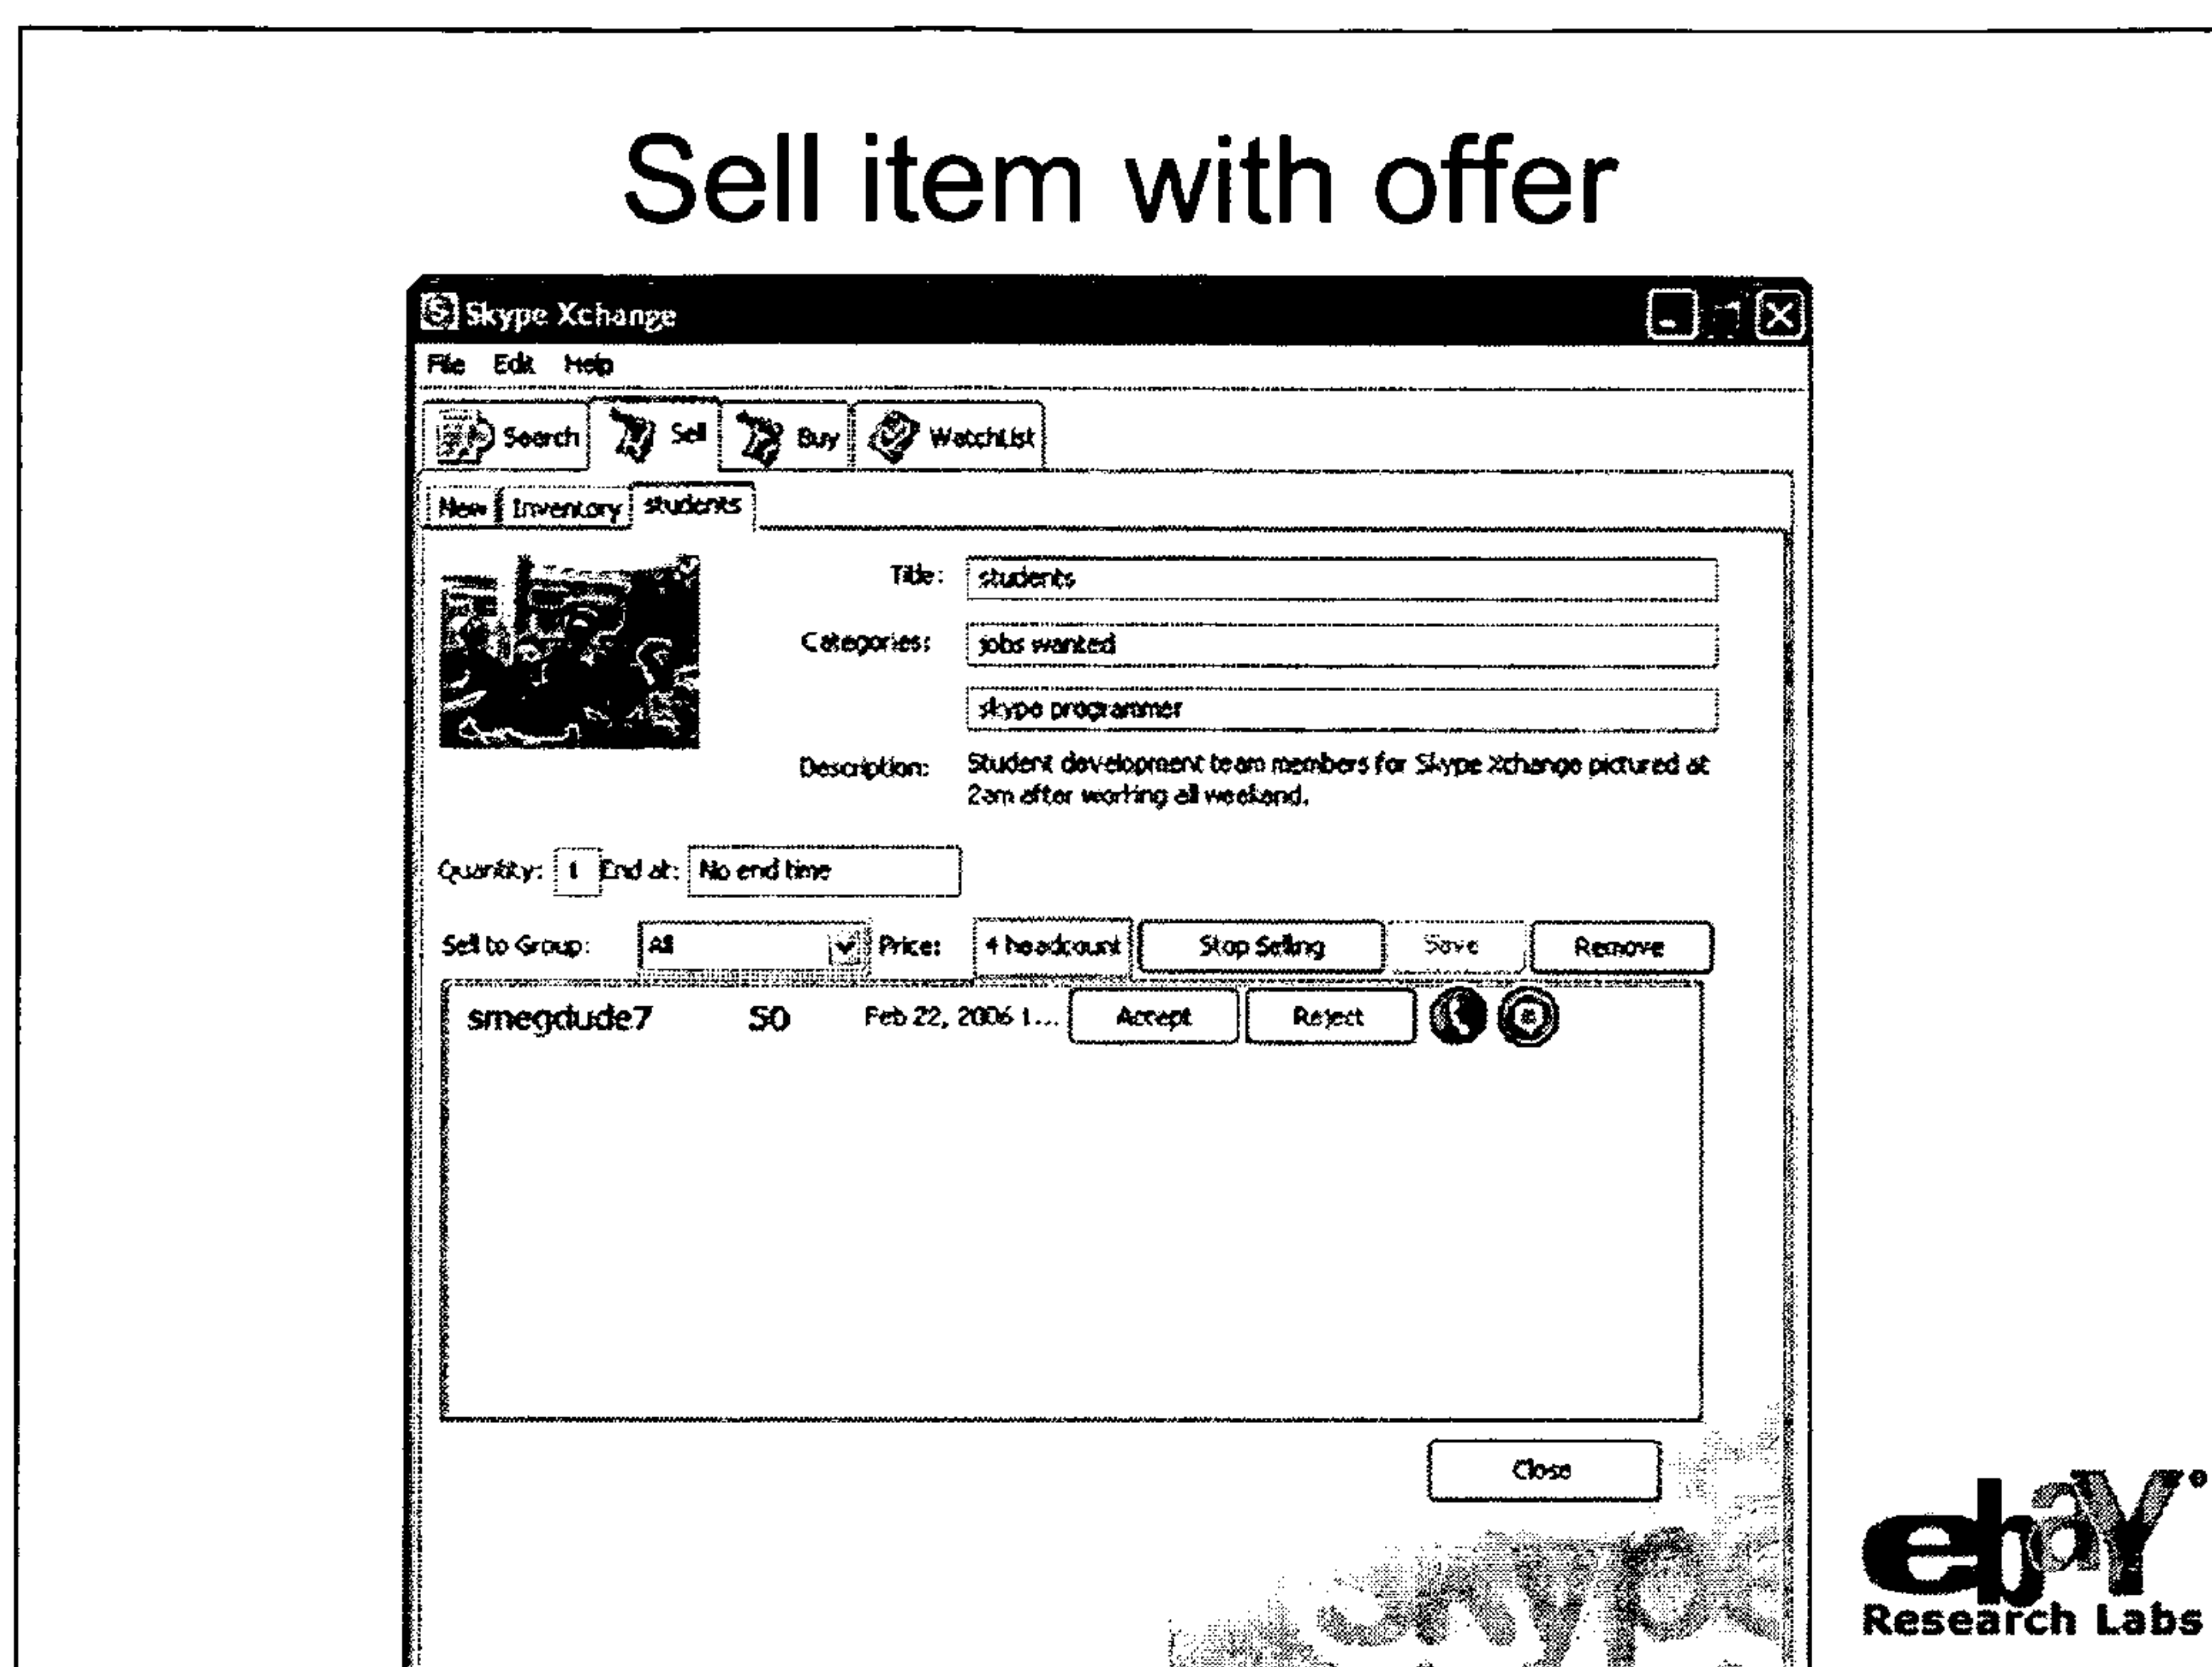 Sell item with offer
Skype Xchange
File Edit Help
Search Sell Buy WatchList
New Inventory students
Title: students
Categories: jobs wanted
skype programmer
Description: Student development team members for Skype Xchange pictured at
2am after working all weekend.
Quantity: 1 End at: No end time
Sell to Group: All Price: 4 headcount Stop Selling Save Remove
smegdude7 $0 Feb 22, 2006 1... Accept Reject
Close
skype
ebaY
Research Labs